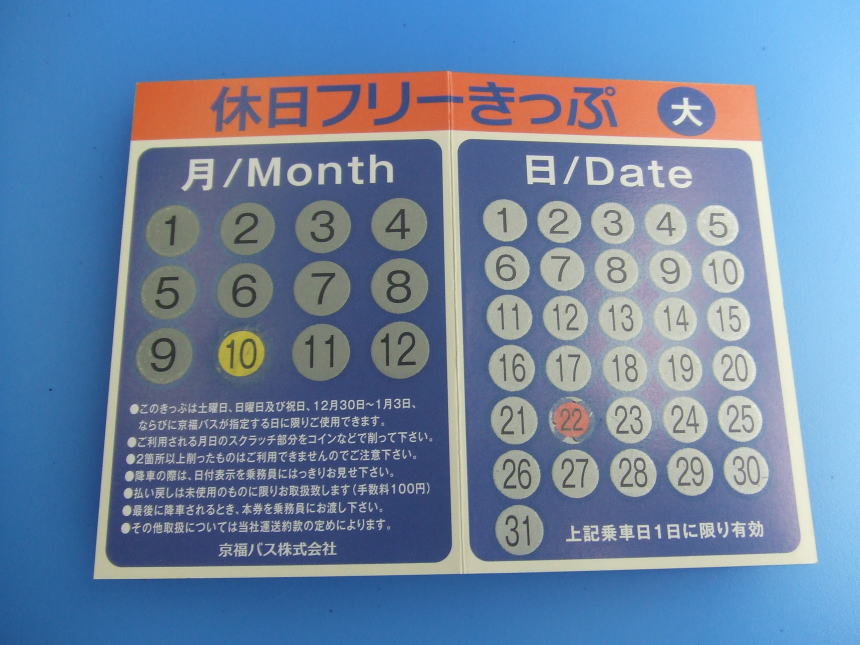 休日フリーきっぷ 大
月/Month
1 2 3 4
5 6 7 8
9 10 11 12
●このきっぷは土曜日、日曜日及び祝日、12月30日～1月3日、
ならびに京福バスが指定する日に限りご使用できます。
●ご利用される月日のスクラッチ部分をコインなどで削って下さい。
●2箇所以上削ったものはご利用できませんのでご注意下さい。
●降車の際は、日付表示を乗務員にはっきりお見せ下さい。
●払い戻しは未使用のものに限りお取扱致します(手数料100円)
●最後に降車されるとき、本券を乗務員にお渡し下さい。
●その他取扱については当社運送約款の定めによります。
京福バス株式会社
日/Date
1 2 3 4 5
6 7 8 9 10
11 12 13 14 15
16 17 18 19 20
21 22 23 24 25
26 27 28 29 30
31 上記乗車日1日に限り有効